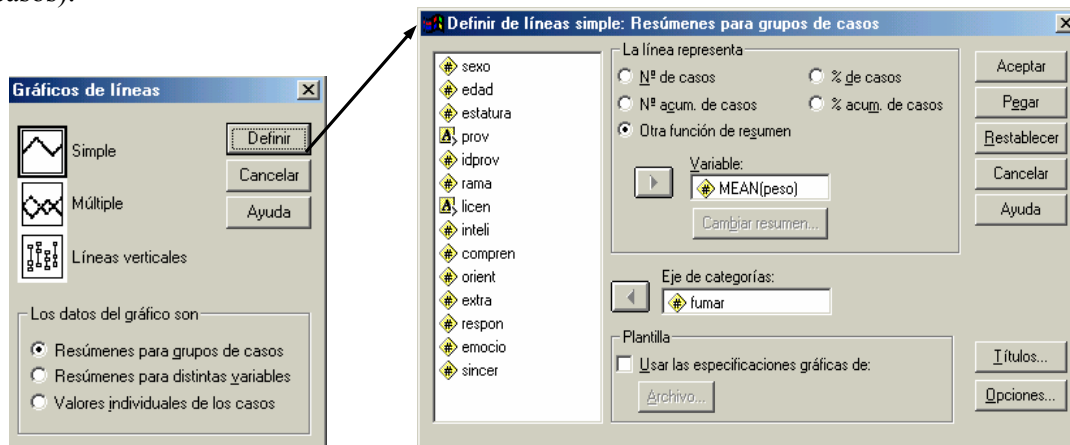 casos).
Gráficos de líneas
Simple
Múltiple
Líneas verticales
Definir
Cancelar
Ayuda
Los datos del gráfico son
Resúmenes para grupos de casos
Resúmenes para distintas variables
Valores individuales de los casos
Definir de líneas simple: Resúmenes para grupos de casos
sexo
edad
estatura
prov
idprov
rama
licen
inteli
compren
orient
extra
respon
emocio
sincer
La línea representa
Nº de casos
% de casos
Nº acum. de casos
% acum. de casos
Otra función de resumen
Variable:
MEAN(peso)
Cambiar resumen...
Eje de categorías:
fumar
Plantilla
Usar las especificaciones gráficas de:
Archivo...
Aceptar
Pegar
Restablecer
Cancelar
Ayuda
Títulos...
Opciones...